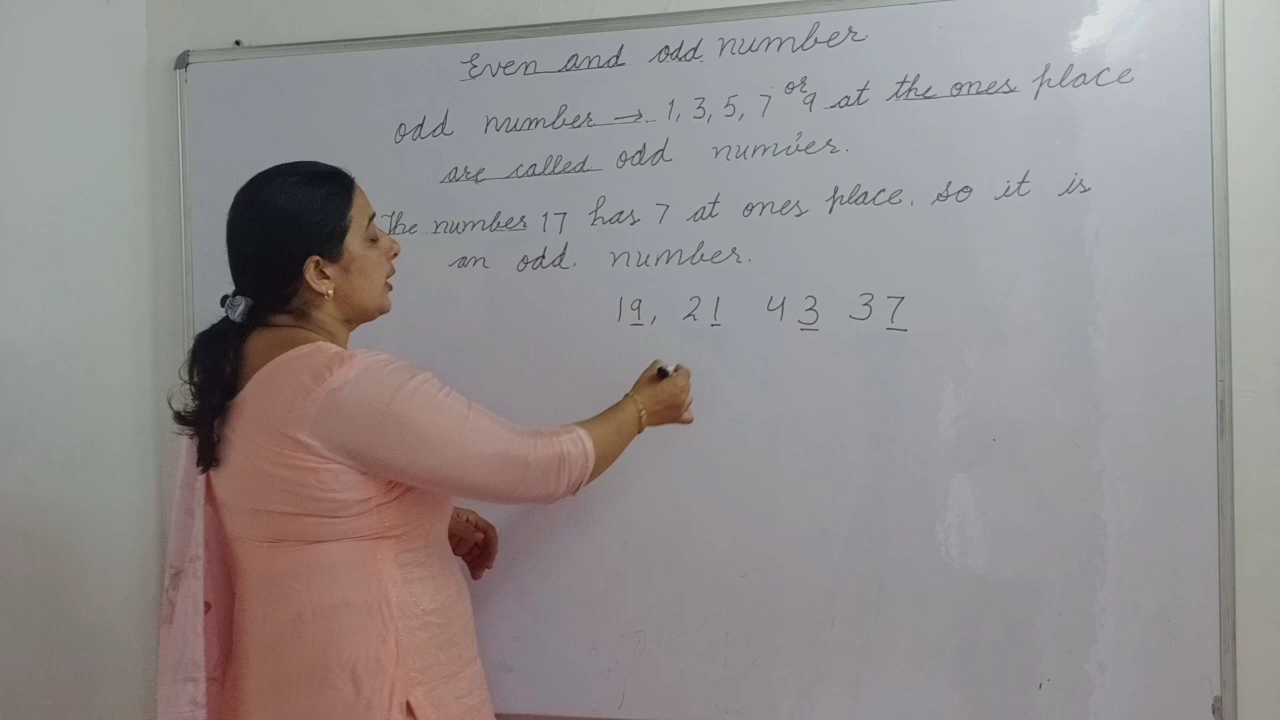 Even and odd number
odd number → 1, 3, 5, 7 or 9 at the ones place
are called odd number.
The number 17 has 7 at ones place. so it is
an odd. number.
19, 21 43 37